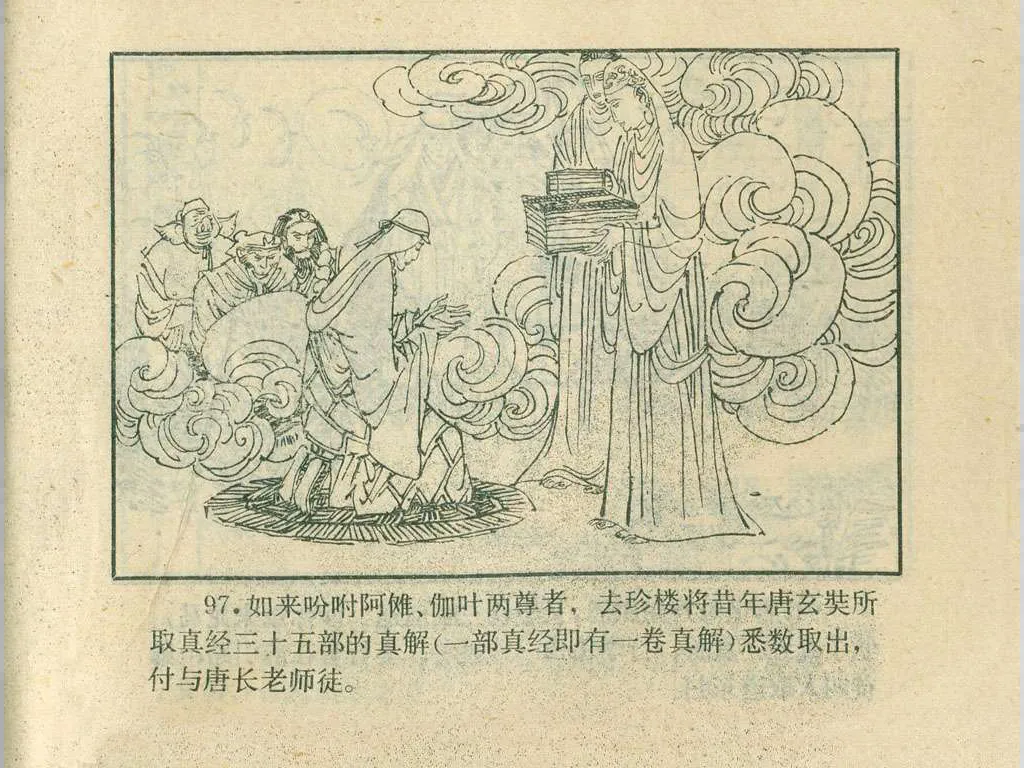 97.如来吩咐阿傩、伽叶两尊者，去珍楼将昔年唐玄奘所
取真经三十五部的真解(一部真经即有一卷真解)悉数取出，
付与唐长老师徒。